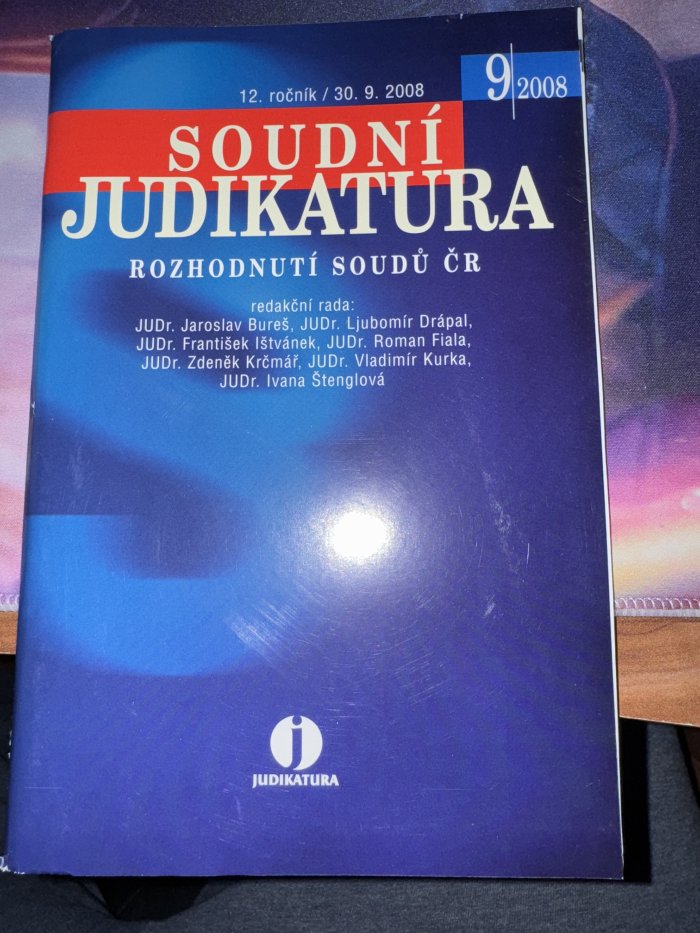 12. ročník / 30. 9. 2008
9 2008
SOUDNÍ
JUDIKATURA
ROZHODNUTÍ SOUDŮ ČR
redakční rada:
JUDr. Jaroslav Bureš, JUDr. Ljubomír Drápal,
JUDr. František Ištvánek, JUDr. Roman Fiala,
JUDr. Zdeněk Krčmář, JUDr. Vladimír Kurka,
JUDr. Ivana Štenglová
j
JUDIKATURA